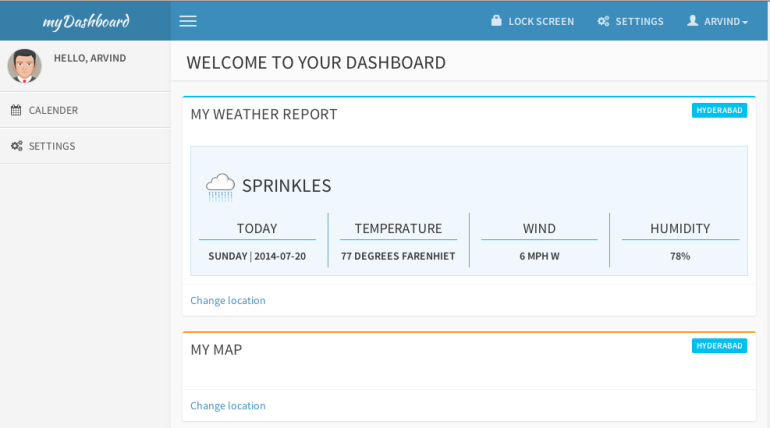 myDashboard
LOCK SCREEN
SETTINGS
ARVIND
HELLO, ARVIND
CALENDER
SETTINGS
WELCOME TO YOUR DASHBOARD
MY WEATHER REPORT
HYDERABAD
SPRINKLES
TODAY
TEMPERATURE
WIND
HUMIDITY
SUNDAY | 2014-07-20
77 DEGREES FARENHIET
6 MPH W
78%
Change location
MY MAP
HYDERABAD
Change location